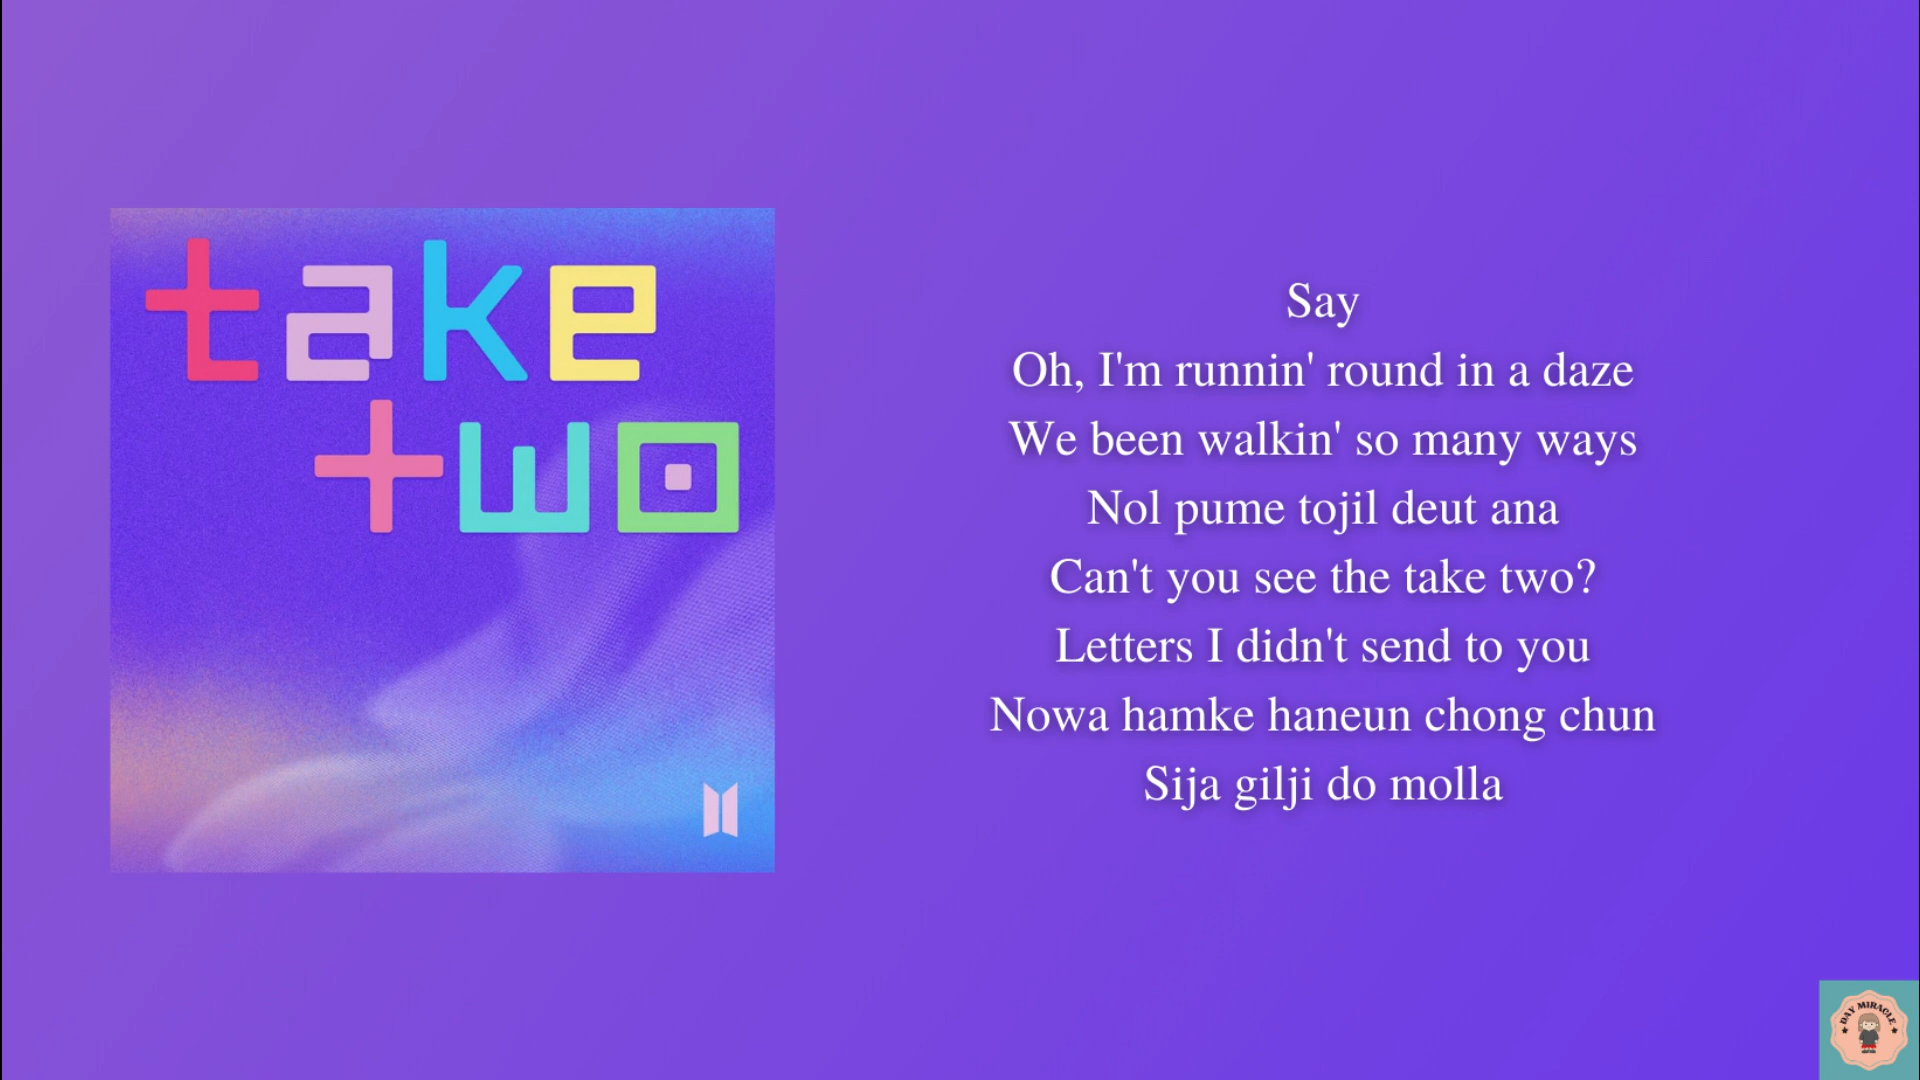 take
two
Say
Oh, I'm runnin' round in a daze
We been walkin' so many ways
Nol pume tojil deut ana
Can't you see the take two?
Letters I didn't send to you
Nowa hamke haneun chong chun
Sija gilji do molla
DAY MIRACLE